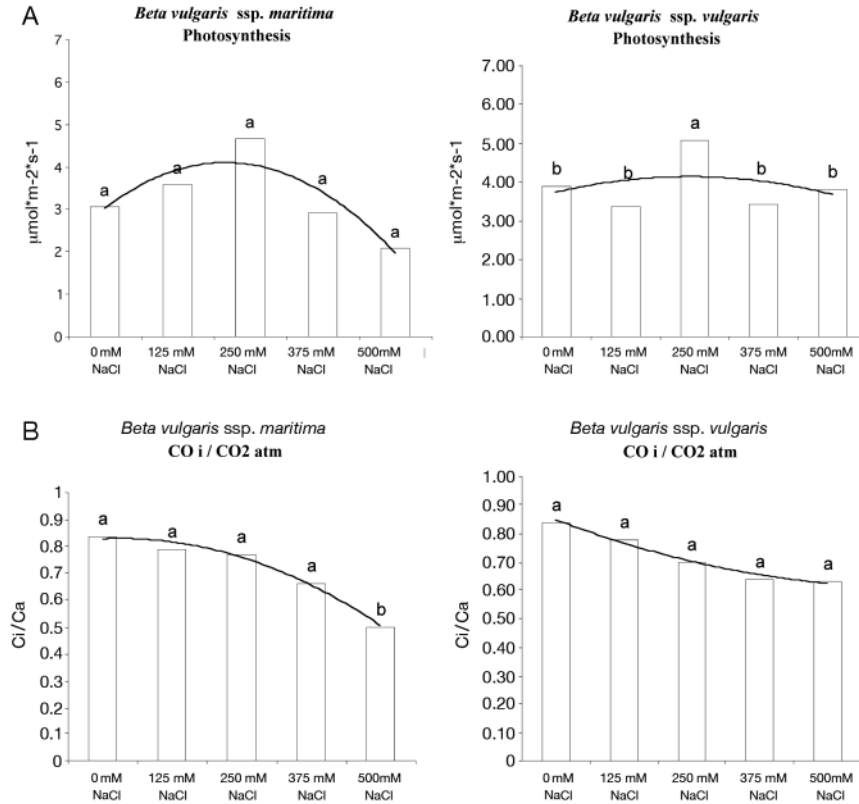 A
Beta vulgaris ssp. maritima
Photosynthesis
7
6
5
4
3
2
1
0
µmol*m-2*s-1
a
a
a
a
a
0 mM
NaCl
125 mM
NaCl
250 mM
NaCl
375 mM
NaCl
500mM
NaCl
Beta vulgaris ssp. vulgaris
Photosynthesis
7.00
6.00
5.00
4.00
3.00
2.00
1.00
0.00
µmol*m-2*s-1
b
b
a
b
b
0 mM
NaCl
125 mM
NaCl
250 mM
NaCl
375 mM
NaCl
500mM
NaCl
B
Beta vulgaris ssp. maritima
CO i / CO2 atm
1
0.9
0.8
0.7
0.6
0.5
0.4
0.3
0.2
0.1
0
Ci/Ca
a
a
a
a
b
0 mM
NaCl
125 mM
NaCl
250 mM
NaCl
375 mM
NaCl
500mM
NaCl
Beta vulgaris ssp. vulgaris
CO i / CO2 atm
1.00
0.90
0.80
0.70
0.60
0.50
0.40
0.30
0.20
0.10
0
Ci/Ca
a
a
a
a
a
0 mM
NaCl
125 mM
NaCl
250 mM
NaCl
375 mM
NaCl
500mM
NaCl